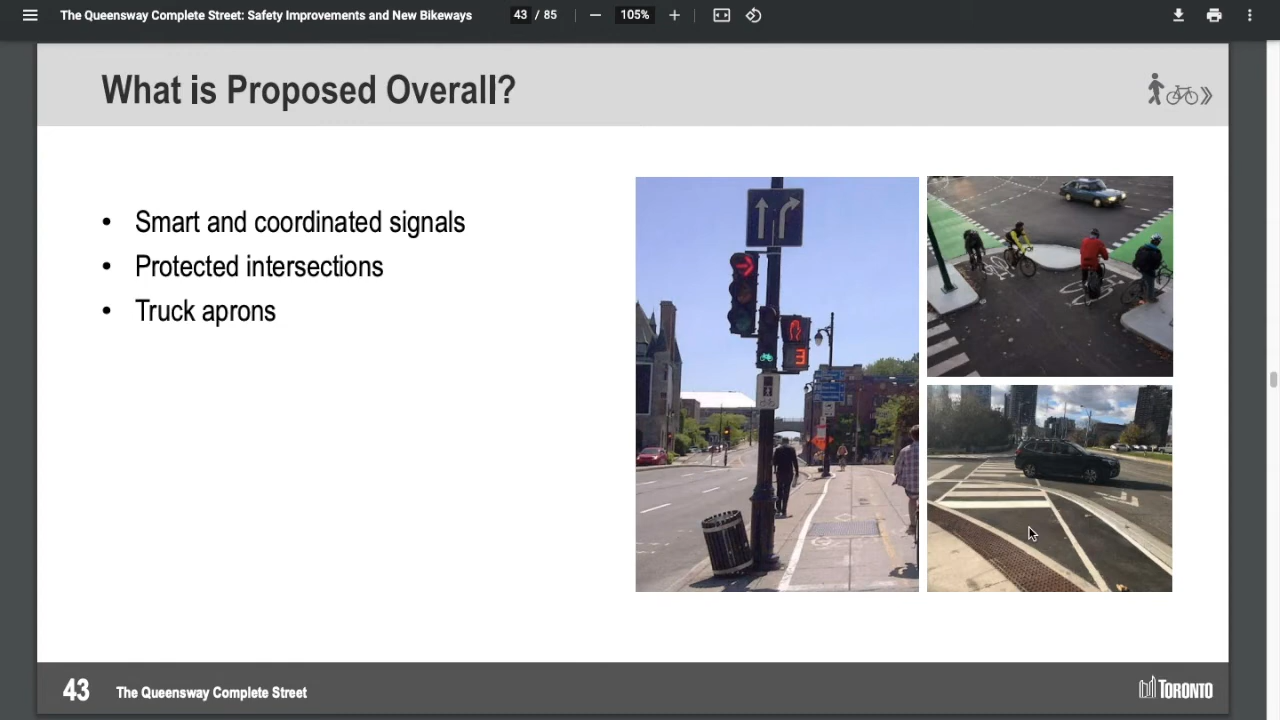 The Queensway Complete Street: Safety Improvements and New Bikeways
43 / 85
105%
What is Proposed Overall?
• Smart and coordinated signals
• Protected intersections
• Truck aprons
3
43
The Queensway Complete Street
TORONTO